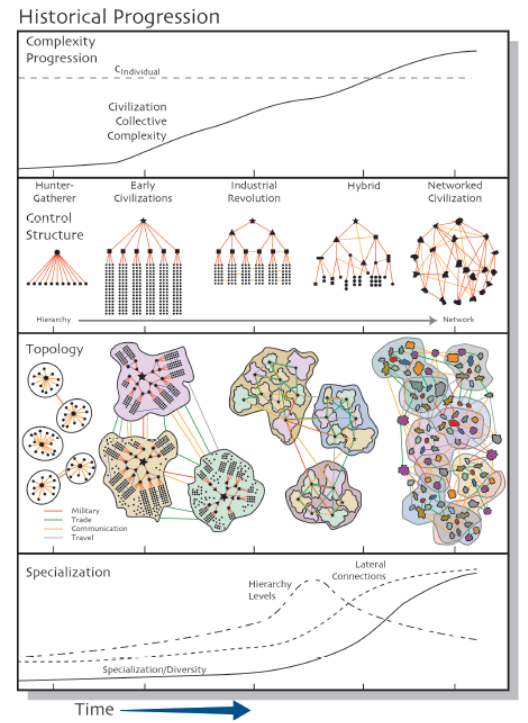 Historical Progression
Complexity
Progression
CIndividual
Civilization
Collective
Complexity
Hunter-
Gatherer
Early
Civilizations
Industrial
Revolution
Hybrid
Networked
Civilization
Control
Structure
Hierarchy
Network
Topology
Military
Trade
Communication
Travel
Specialization
Hierarchy
Levels
Lateral
Connections
Specialization/Diversity
Time